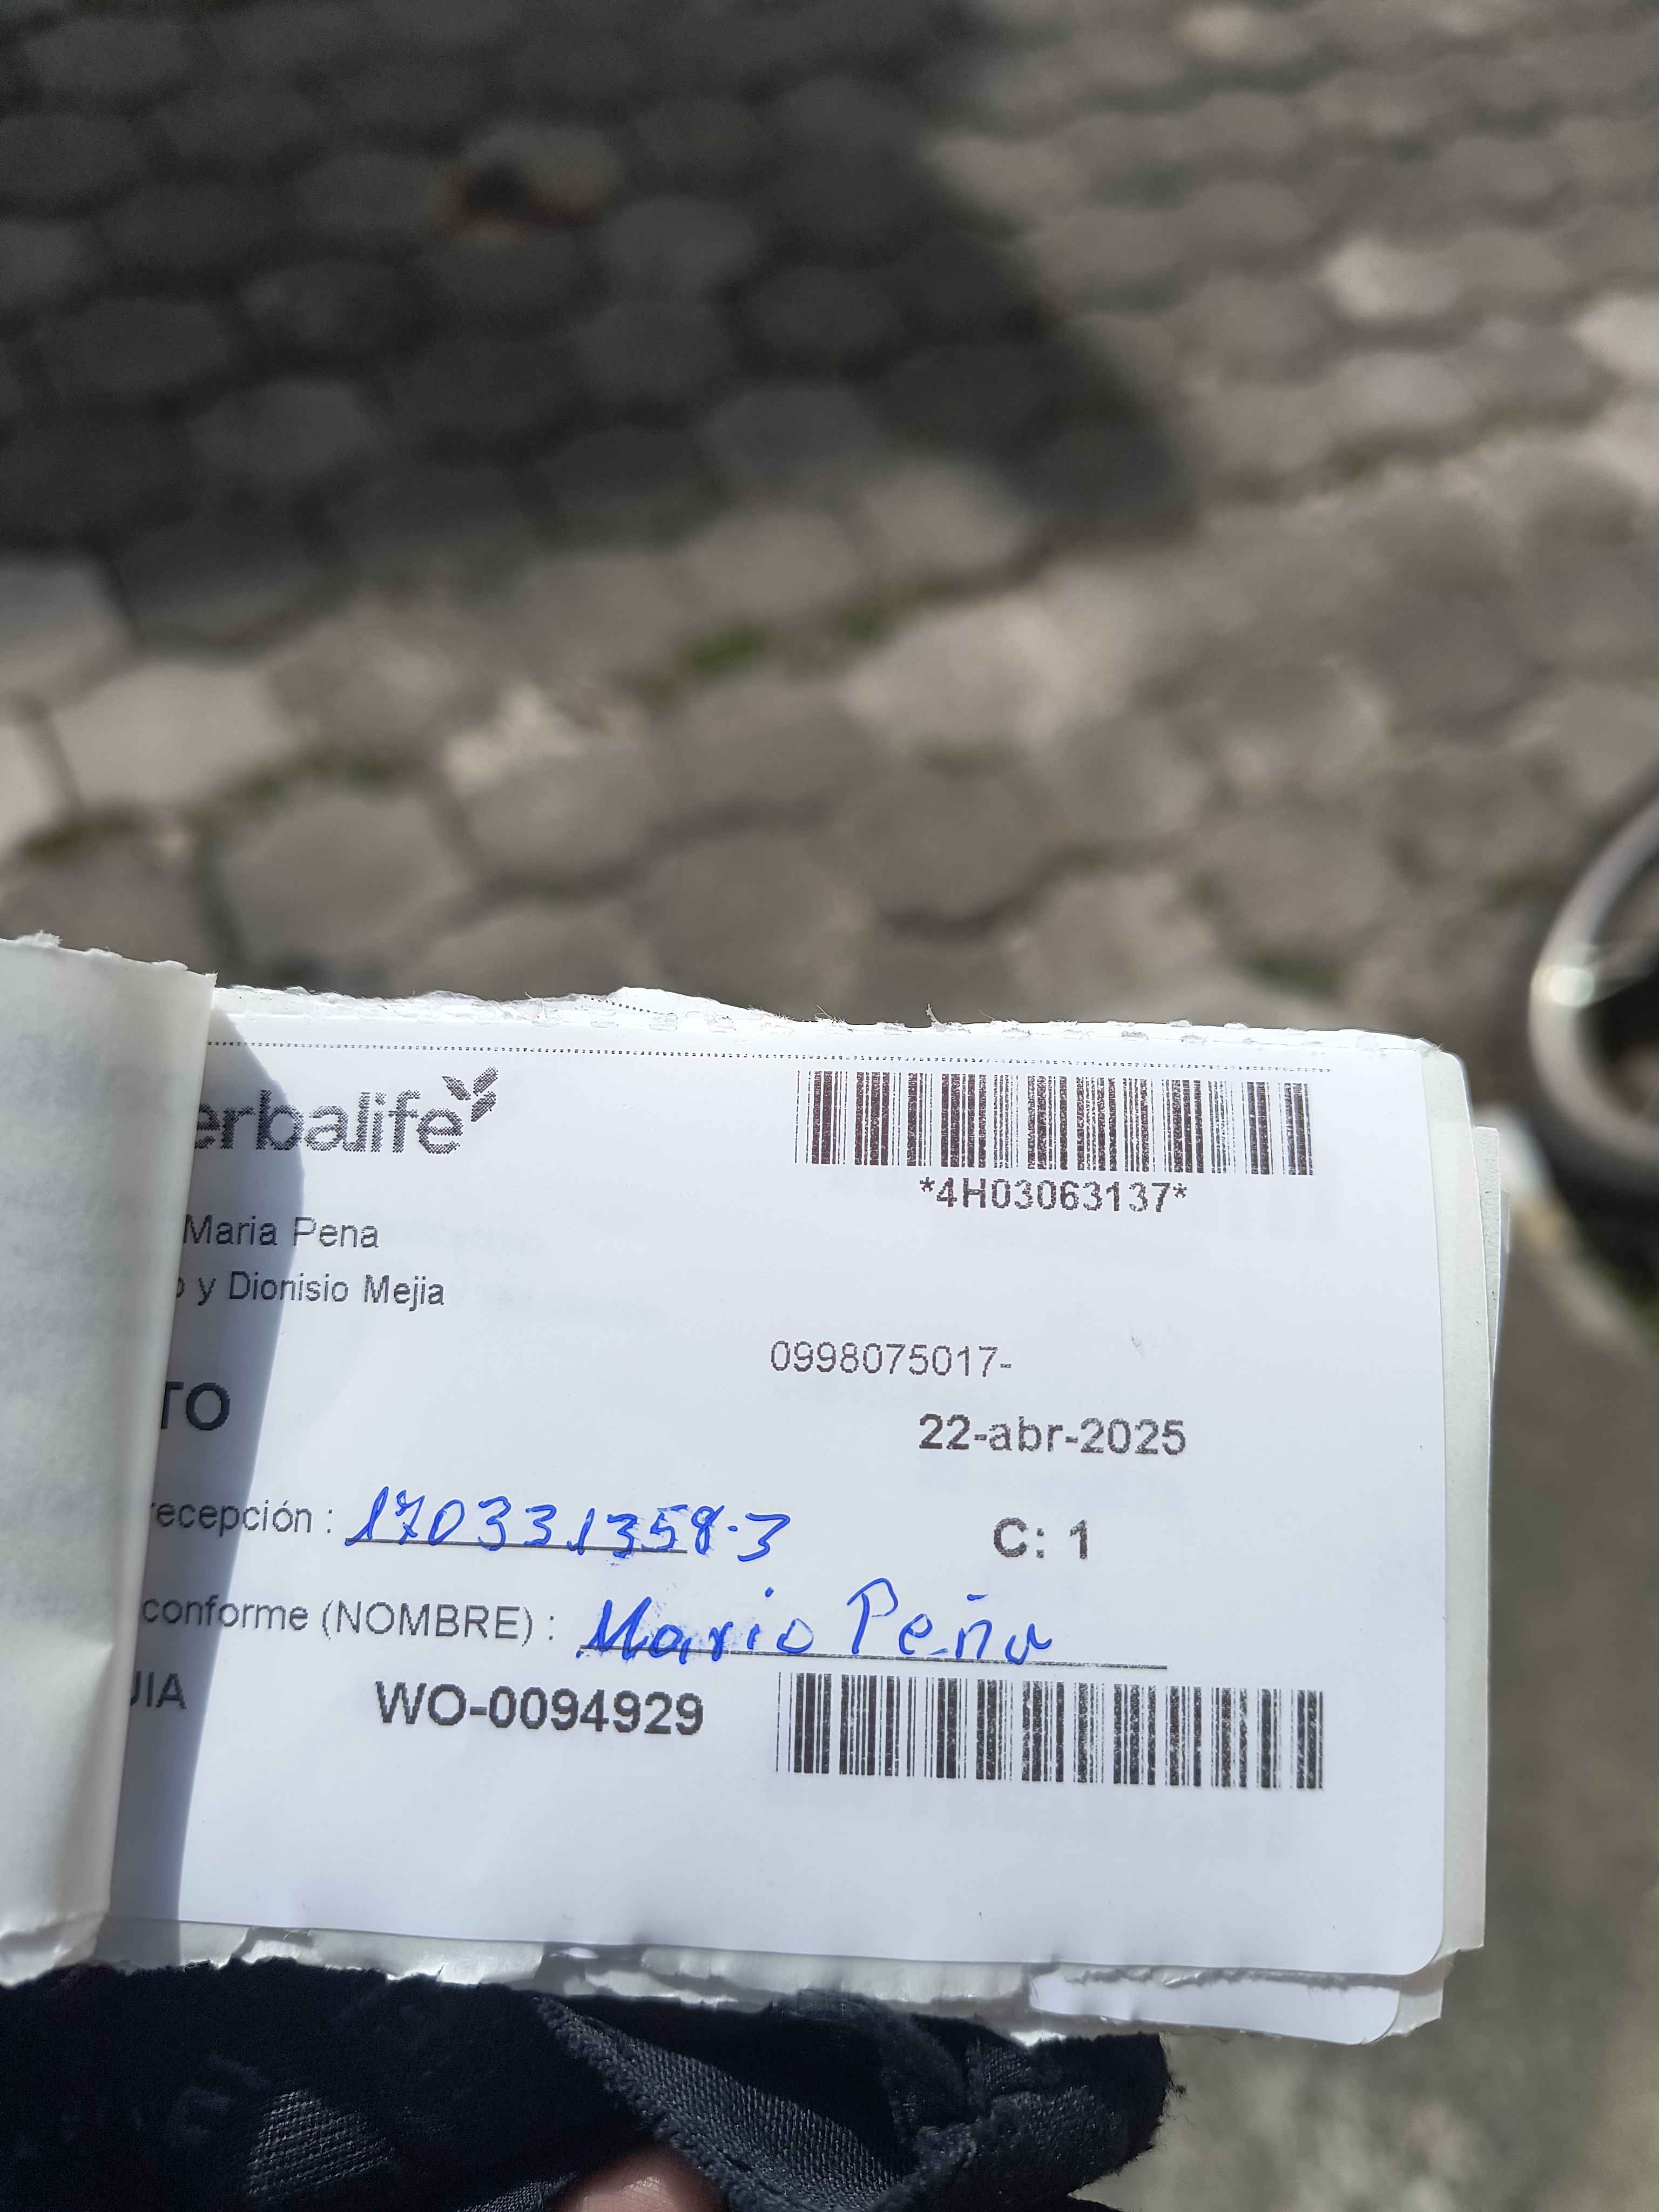 erbalife
*4H03063137*
Maria Pena
o y Dionisio Mejia
0998075017-
TO
22-abr-2025
recepción : 170331358-3
C: 1
conforme (NOMBRE) : Mario Peña
UIA WO-0094929